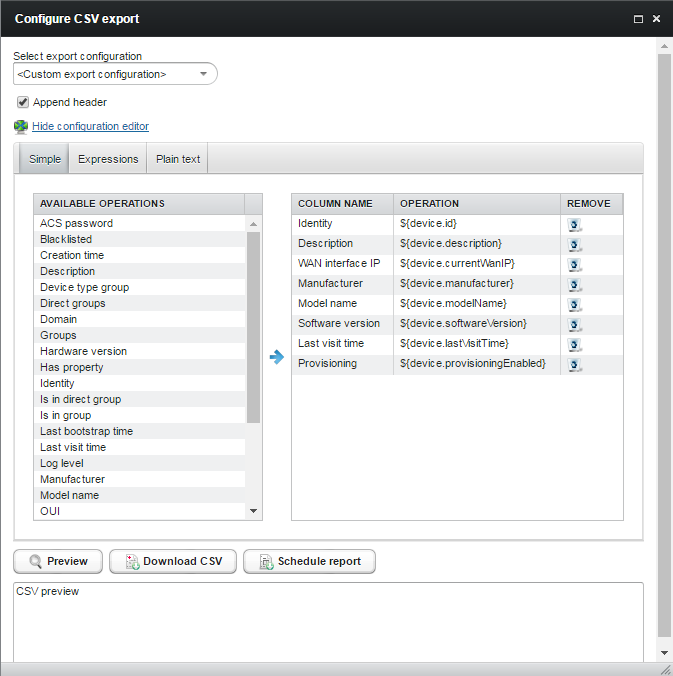 Configure CSV export
Select export configuration
<Custom export configuration>
Append header
Hide configuration editor
Simple Expressions Plain text
AVAILABLE OPERATIONS
ACS password
Blacklisted
Creation time
Description
Device type group
Direct groups
Domain
Groups
Hardware version
Has property
Identity
Is in direct group
Is in group
Last bootstrap time
Last visit time
Log level
Manufacturer
Model name
OUI
COLUMN NAME OPERATION REMOVE
Identity ${device.id}
Description ${device.description}
WAN interface IP ${device.currentWanIP}
Manufacturer ${device.manufacturer}
Model name ${device.modelName}
Software version ${device.softwareVersion}
Last visit time ${device.lastVisitTime}
Provisioning ${device.provisioningEnabled}
Preview Download CSV Schedule report
CSV preview